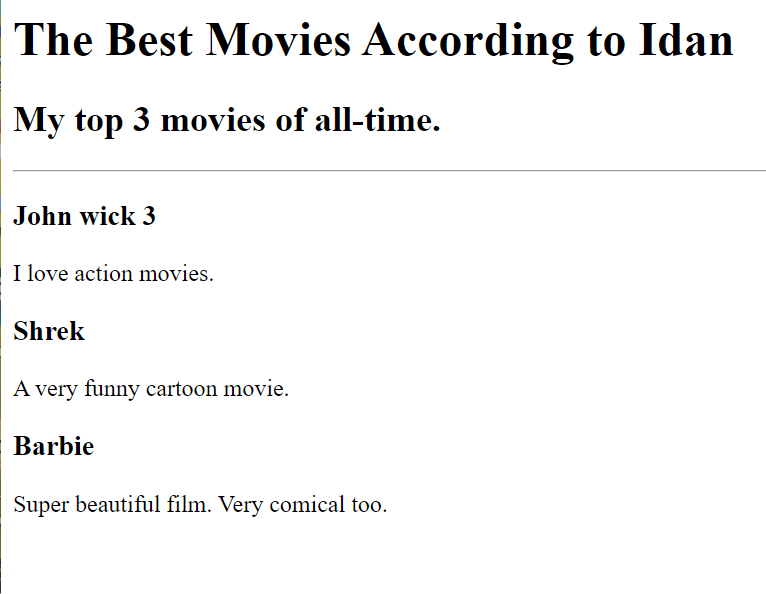 The Best Movies According to Idan
My top 3 movies of all-time.
John wick 3
I love action movies.
Shrek
A very funny cartoon movie.
Barbie
Super beautiful film. Very comical too.